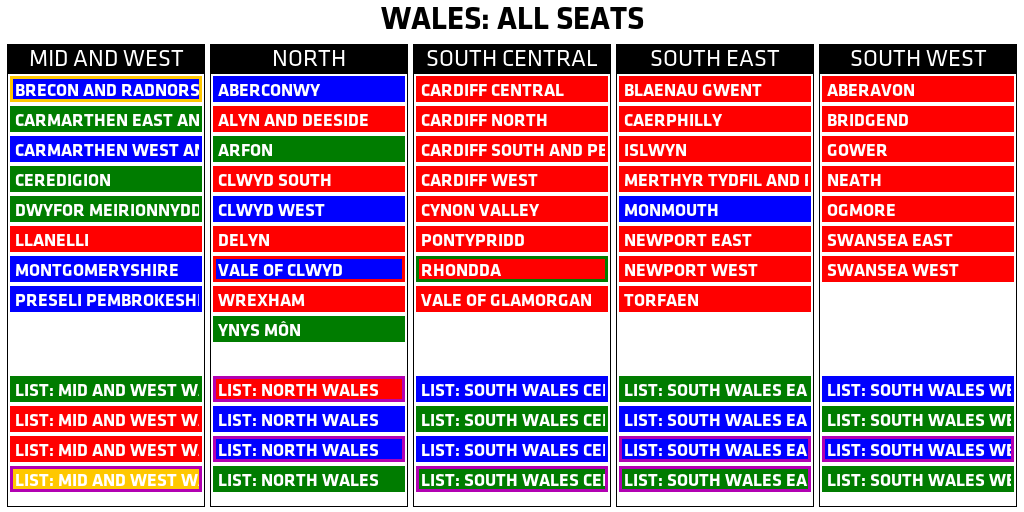 WALES: ALL SEATS
MID AND WEST
BRECON AND RADNORS
CARMARTHEN EAST AN
CARMARTHEN WEST AN
CEREDIGION
DWYFOR MEIRIONNYDD
LLANELLI
MONTGOMERYSHIRE
PRESELI PEMBROKESHI
LIST: MID AND WEST W
LIST: MID AND WEST W
LIST: MID AND WEST W
LIST: MID AND WEST W
NORTH
ABERCONWY
ALYN AND DEESIDE
ARFON
CLWYD SOUTH
CLWYD WEST
DELYN
VALE OF CLWYD
WREXHAM
YNYS MÔN
LIST: NORTH WALES
LIST: NORTH WALES
LIST: NORTH WALES
LIST: NORTH WALES
SOUTH CENTRAL
CARDIFF CENTRAL
CARDIFF NORTH
CARDIFF SOUTH AND PE
CARDIFF WEST
CYNON VALLEY
PONTYPRIDD
RHONDDA
VALE OF GLAMORGAN
LIST: SOUTH WALES CEI
LIST: SOUTH WALES CEI
LIST: SOUTH WALES CEI
LIST: SOUTH WALES CEI
SOUTH EAST
BLAENAU GWENT
CAERPHILLY
ISLWYN
MERTHYR TYDFIL AND I
MONMOUTH
NEWPORT EAST
NEWPORT WEST
TORFAEN
LIST: SOUTH WALES EA
LIST: SOUTH WALES EA
LIST: SOUTH WALES EA
LIST: SOUTH WALES EA
SOUTH WEST
ABERAVON
BRIDGEND
GOWER
NEATH
OGMORE
SWANSEA EAST
SWANSEA WEST
LIST: SOUTH WALES WE
LIST: SOUTH WALES WE
LIST: SOUTH WALES WE
LIST: SOUTH WALES WE